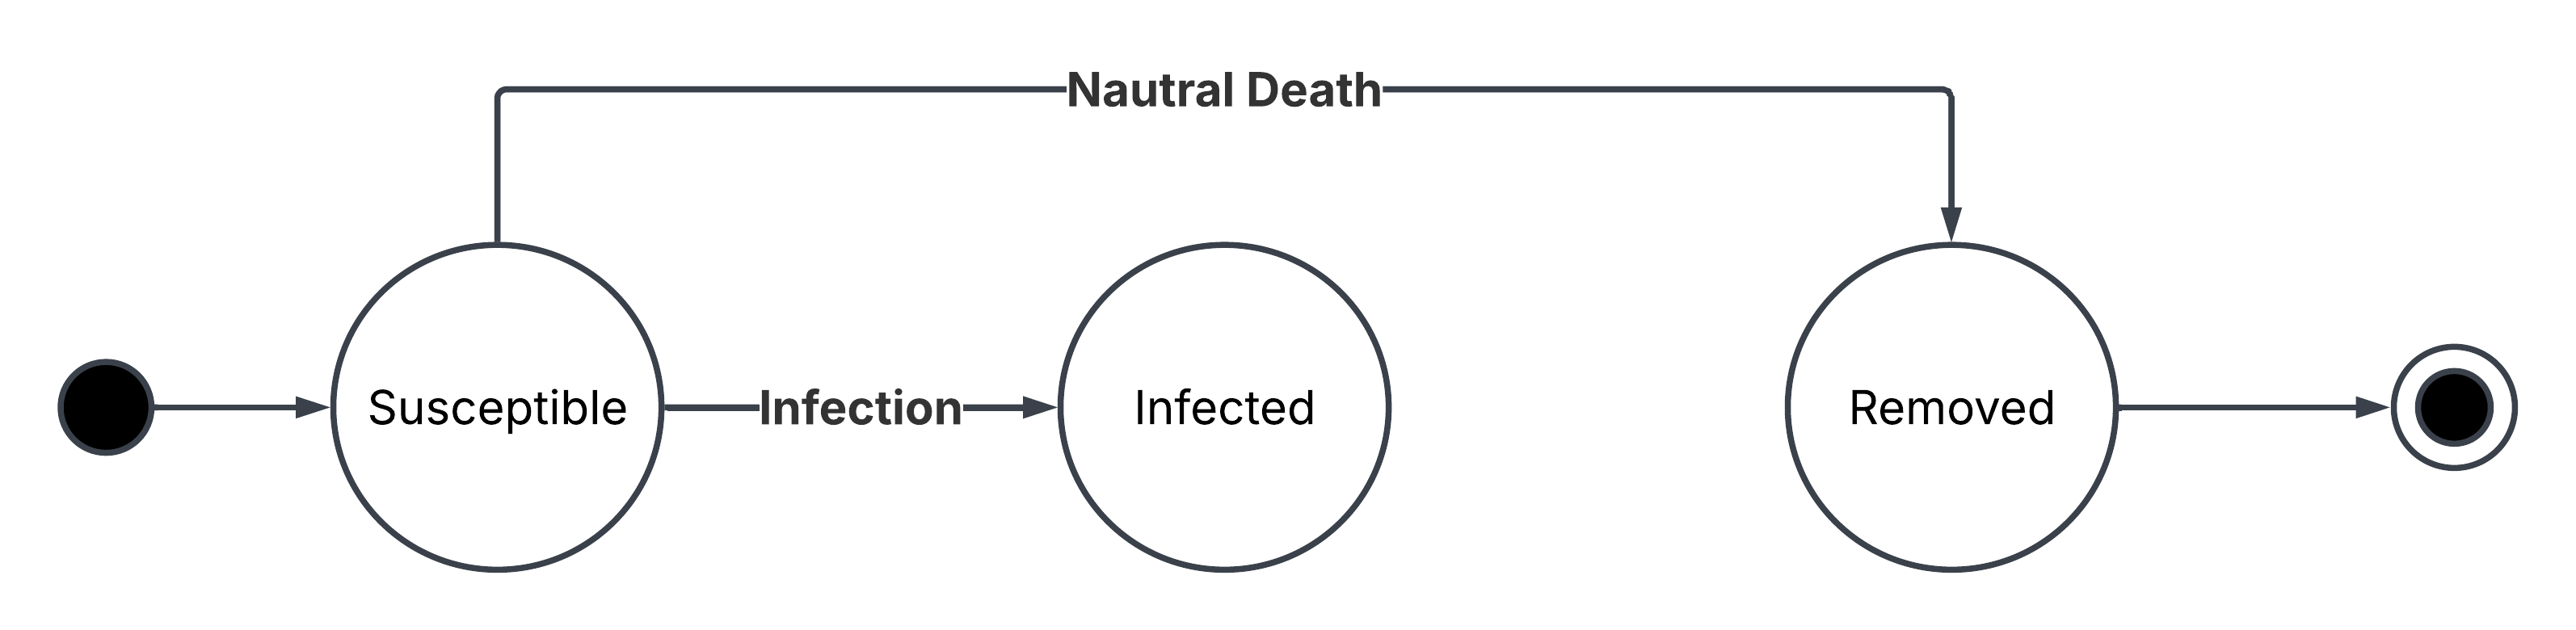 Nautral Death
Susceptible
Infection
Infected
Removed